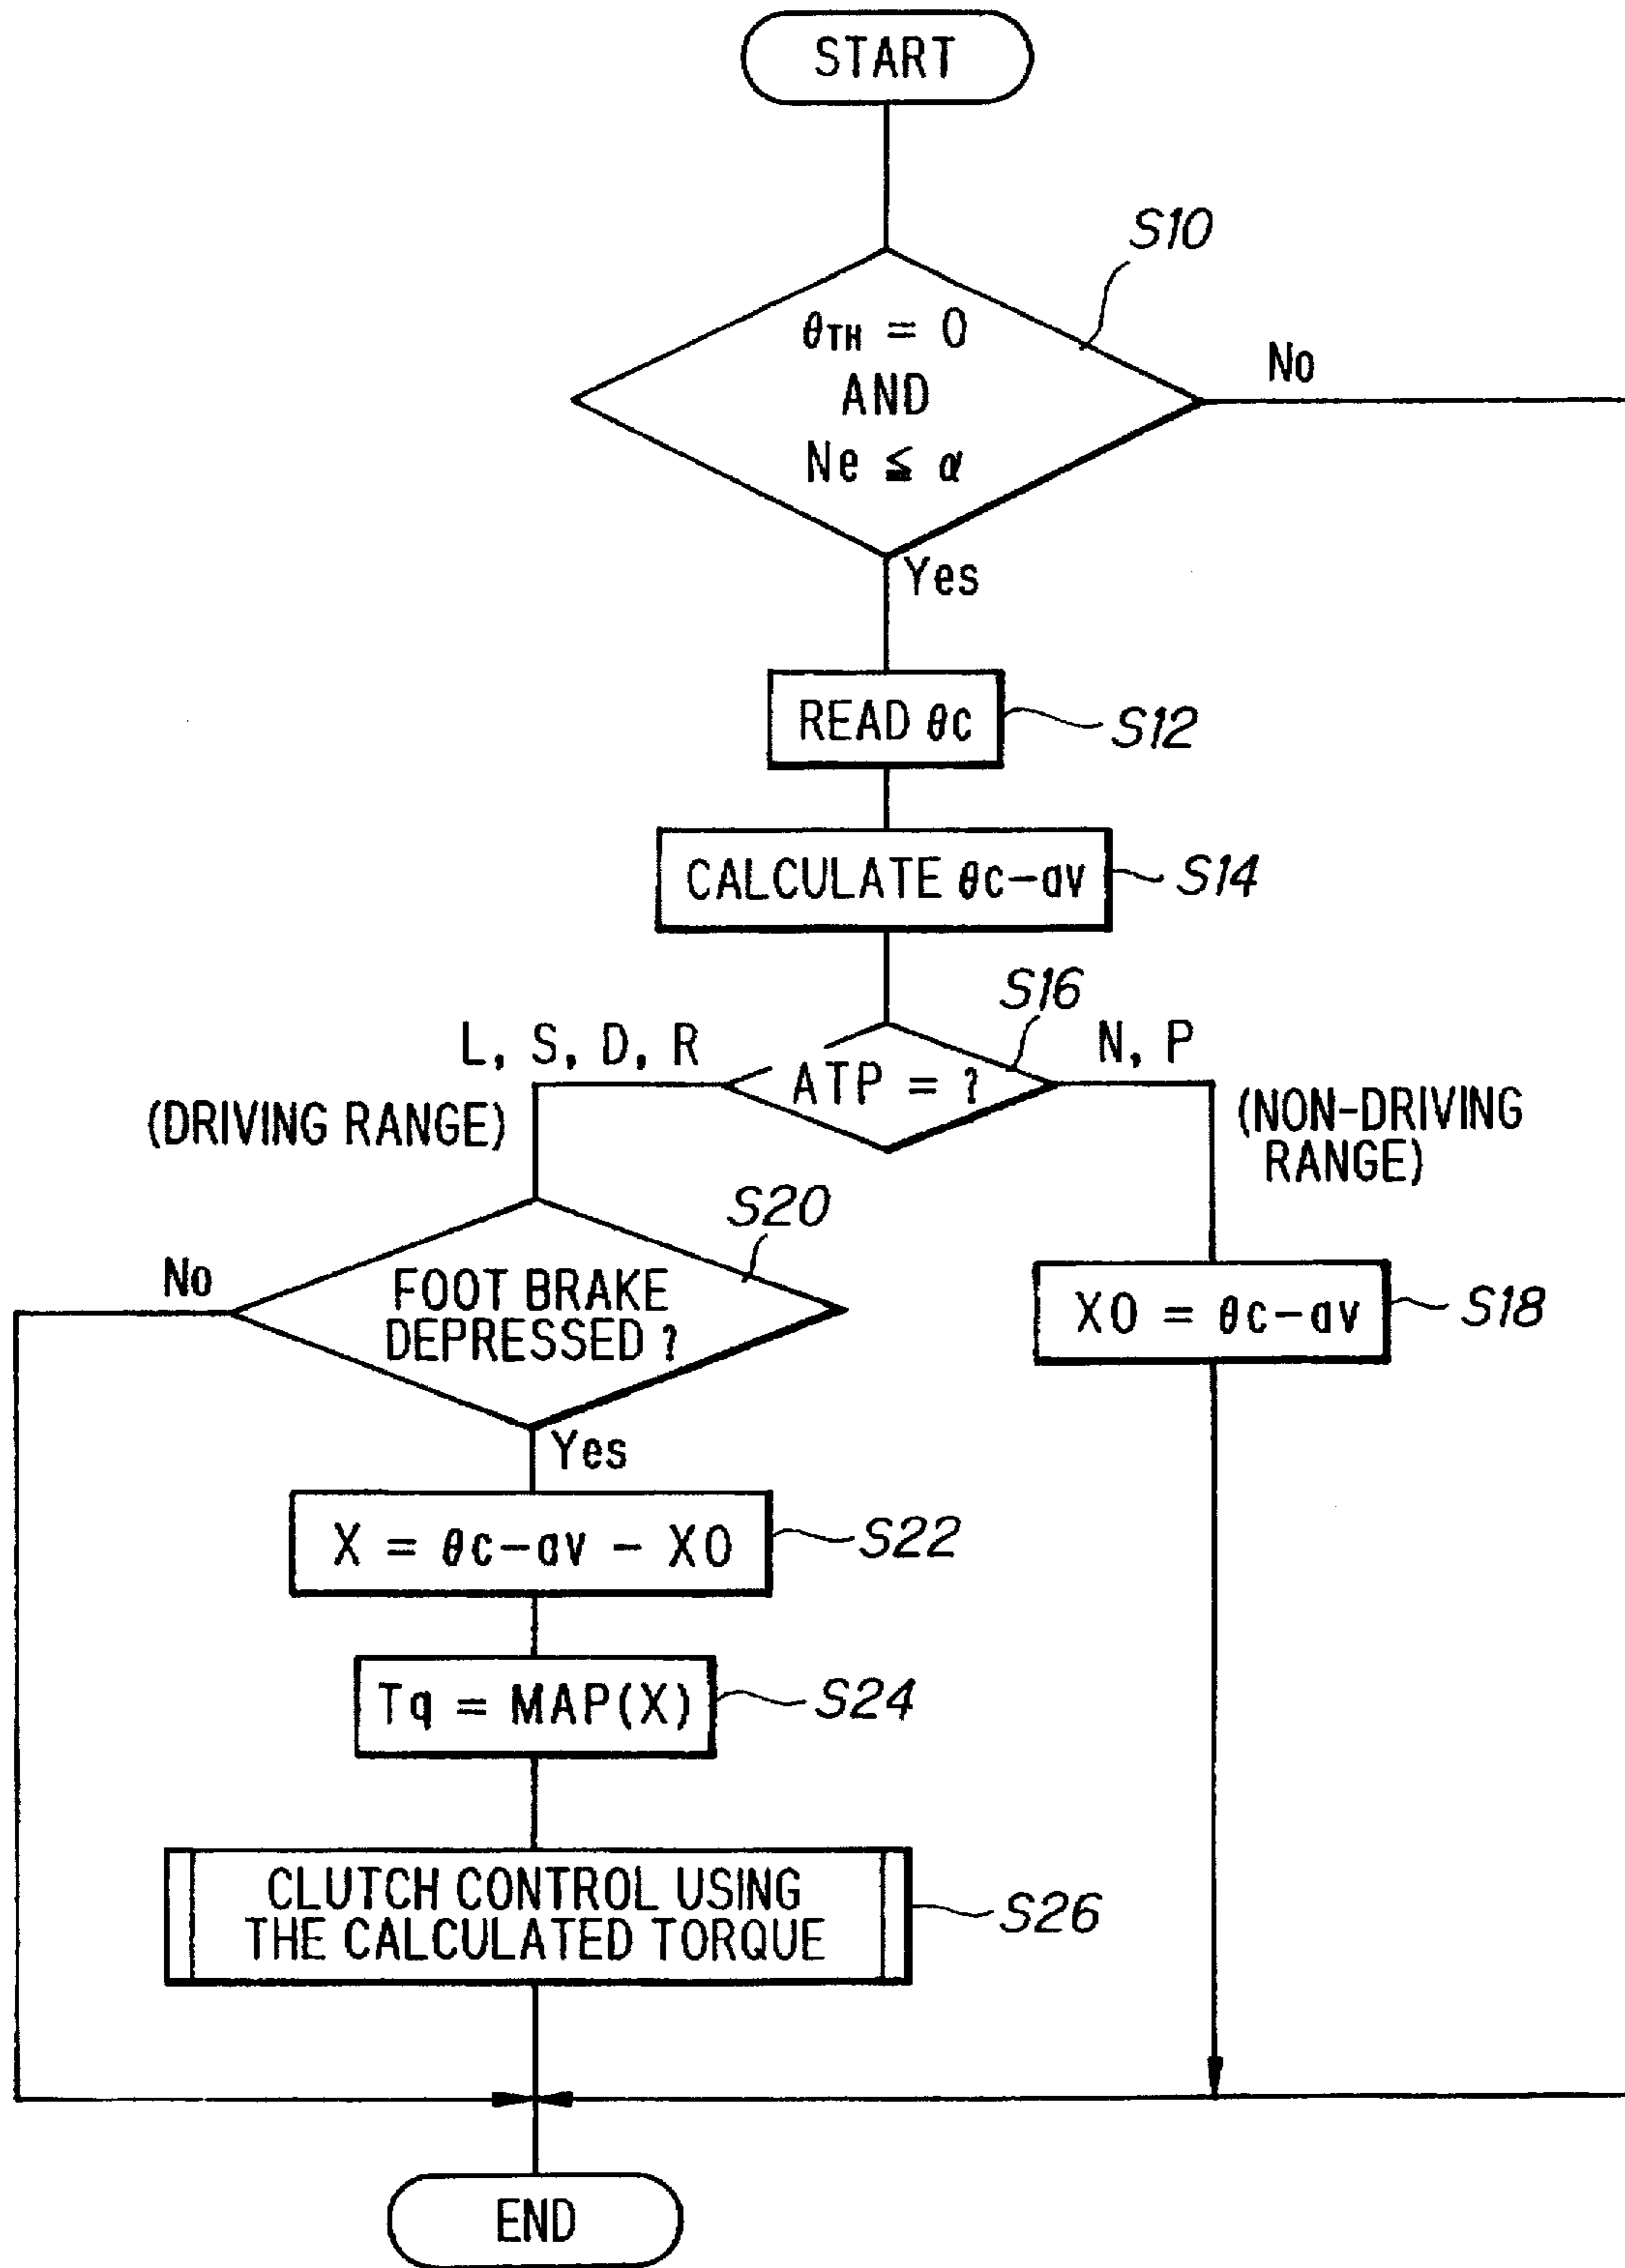 START
S10
θTH = 0
AND
Ne ≦ α
No
Yes
READ θc
S12
CALCULATE θc-av
S14
S16
L, S, D, R
ATP = ?
N, P
(DRIVING RANGE)
(NON-DRIVING
RANGE)
S20
No
FOOT BRAKE
DEPRESSED ?
X0 = θc-av
S18
Yes
X = θc-av - X0
S22
Tq = MAP(X)
S24
CLUTCH CONTROL USING
THE CALCULATED TORQUE
S26
END